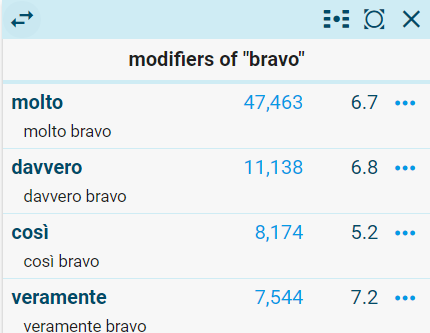 modifiers of "bravo"
molto 47,463 6.7
molto bravo
davvero 11,138 6.8
davvero bravo
così 8,174 5.2
così bravo
veramente 7,544 7.2
veramente bravo